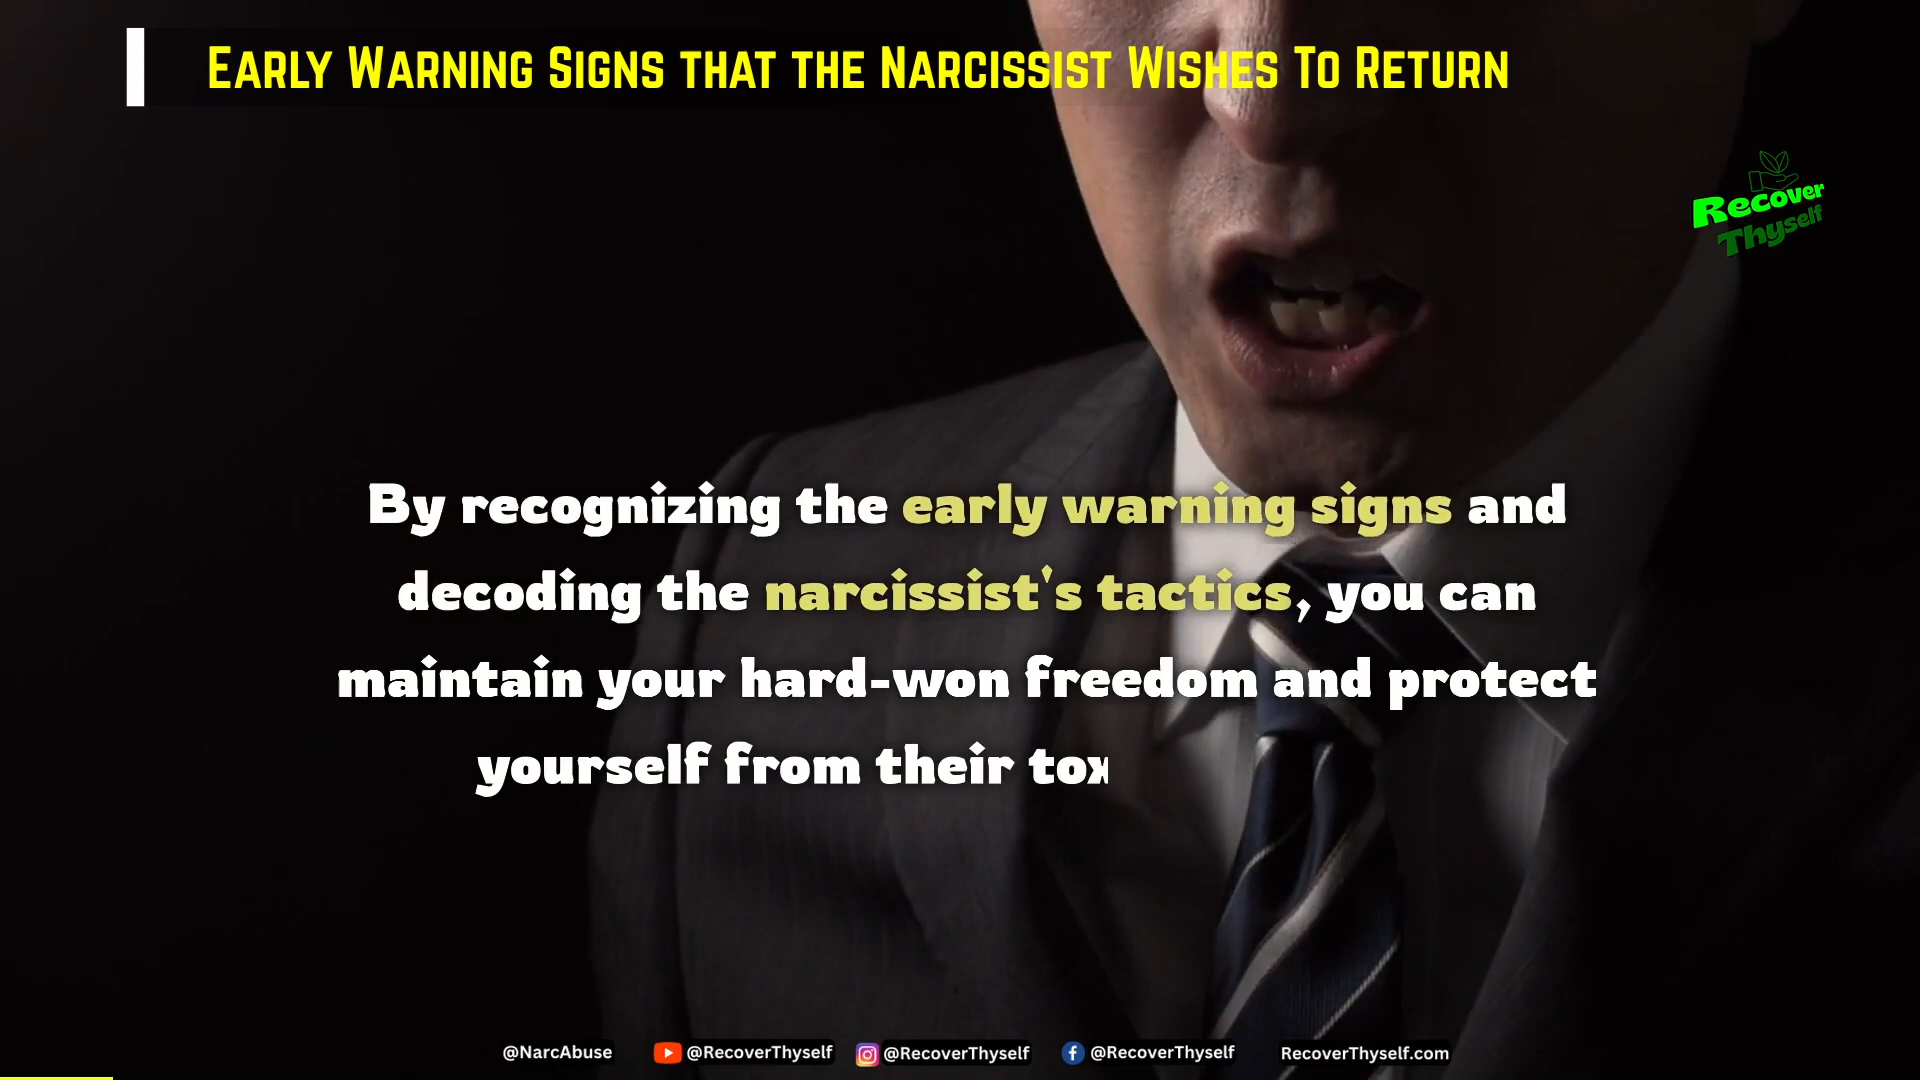 Early Warning Signs that the Narcissist Wishes To Return
Recover
Thyself
By recognizing the early warning signs and
decoding the narcissist's tactics, you can
maintain your hard-won freedom and protect
yourself from their tox
@NarcAbuse @RecoverThyself @RecoverThyself @RecoverThyself RecoverThyself.com